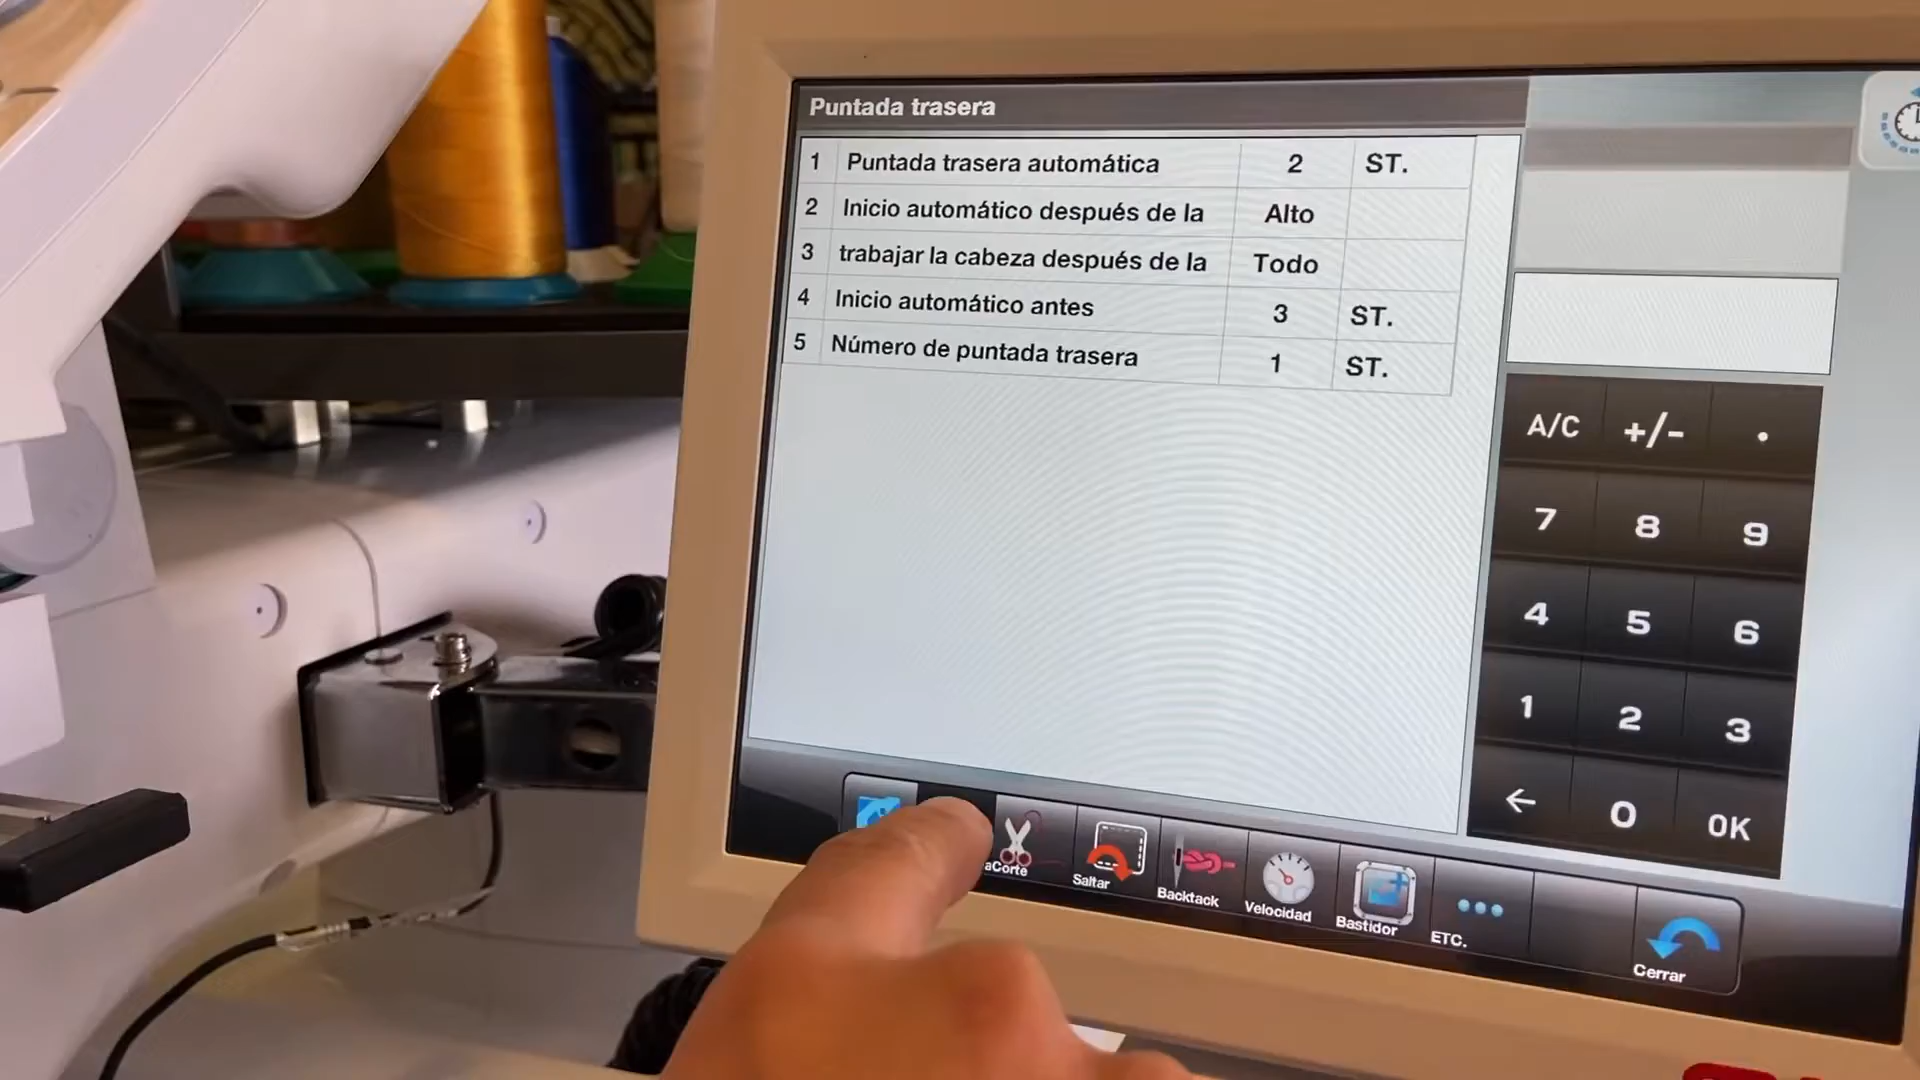 Puntada trasera
1 Puntada trasera automática 2 ST.
2 Inicio automático después de la Alto
3 trabajar la cabeza después de la Todo
4 Inicio automático antes 3 ST.
5 Número de puntada trasera 1 ST.
A/C +/- .
7 8 9
4 5 6
1 2 3
← 0 OK
aCorte
Saltar
Backtack
Velocidad
Bastidor
ETC.
Cerrar